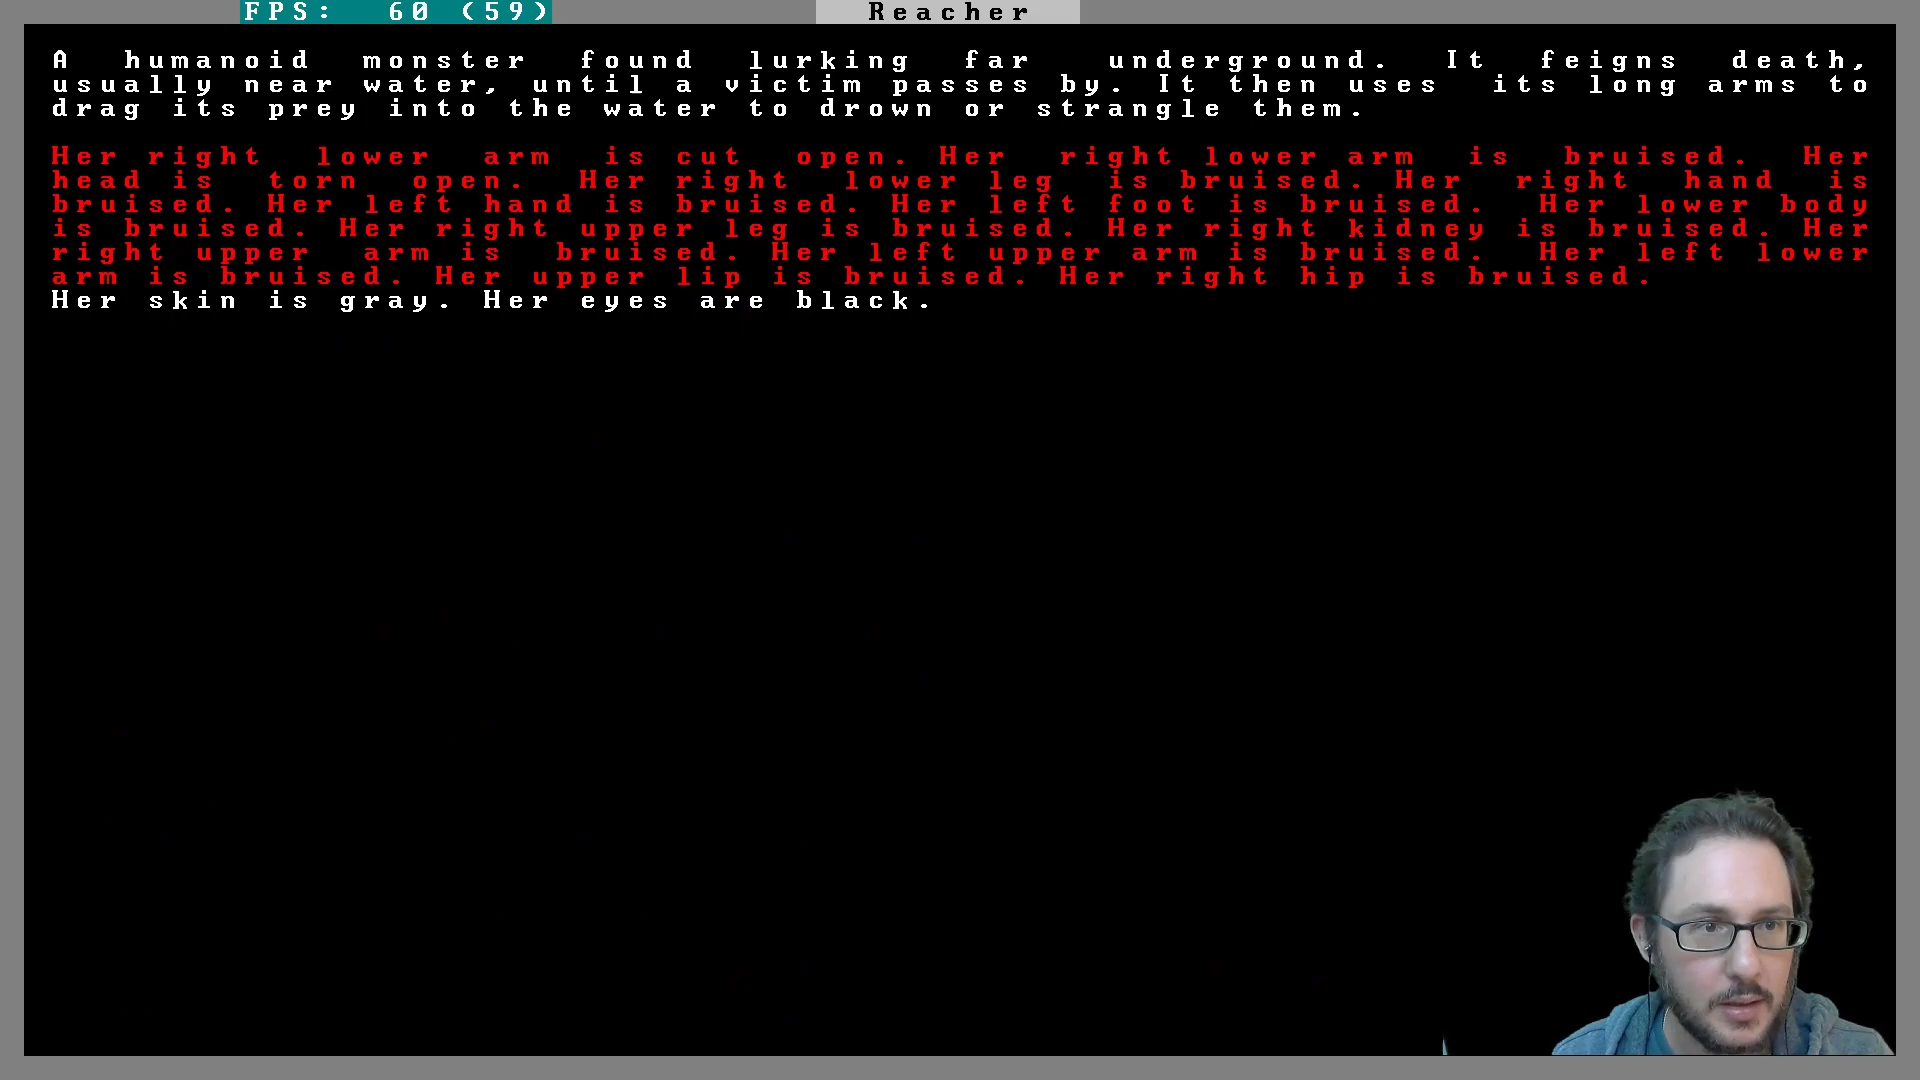 FPS: 60 (59) Reacher
A humanoid monster found lurking far underground. It feigns death,
usually near water, until a victim passes by. It then uses its long arms to
drag its prey into the water to drown or strangle them.
Her right lower arm is cut open. Her right lower arm is bruised. Her
head is torn open. Her right lower leg is bruised. Her right hand is
bruised. Her left hand is bruised. Her left foot is bruised. Her lower body
is bruised. Her right upper leg is bruised. Her right kidney is bruised. Her
right upper arm is bruised. Her left upper arm is bruised. Her left lower
arm is bruised. Her upper lip is bruised. Her right hip is bruised.
Her skin is gray. Her eyes are black.